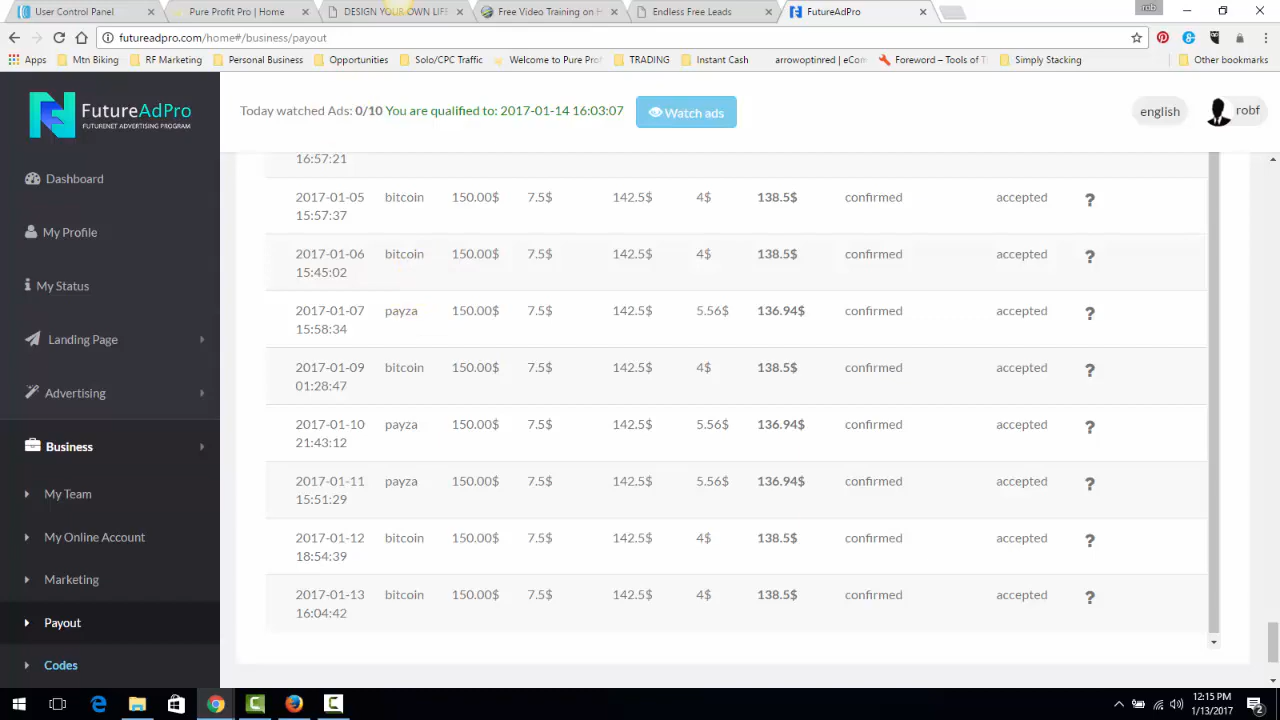 User Control Panel
Pure Profit Pro | Home
DESIGN YOUR OWN LIFE
Free Video Training on H
Endless Free Leads
FutureAdPro
rob
futureadpro.com/home#/business/payout
Apps
Mtn Biking
RF Marketing
Personal Business
Opportunities
Solo/CPC Traffic
Welcome to Pure Prof
TRADING
Instant Cash
arrowoptinred | eCom
Foreword – Tools of T
Simply Stacking
Other bookmarks
FutureAdPro
FUTURENET ADVERTISING PROGRAM
Today watched Ads: 0/10 You are qualified to: 2017-01-14 16:03:07
Watch ads
english
robf
Dashboard
My Profile
My Status
Landing Page
Advertising
Business
My Team
My Online Account
Marketing
Payout
Codes
16:57:21
2017-01-05 bitcoin 150.00$ 7.5$ 142.5$ 4$ 138.5$ confirmed accepted ?
15:57:37
2017-01-06 bitcoin 150.00$ 7.5$ 142.5$ 4$ 138.5$ confirmed accepted ?
15:45:02
2017-01-07 payza 150.00$ 7.5$ 142.5$ 5.56$ 136.94$ confirmed accepted ?
15:58:34
2017-01-09 bitcoin 150.00$ 7.5$ 142.5$ 4$ 138.5$ confirmed accepted ?
01:28:47
2017-01-10 payza 150.00$ 7.5$ 142.5$ 5.56$ 136.94$ confirmed accepted ?
21:43:12
2017-01-11 payza 150.00$ 7.5$ 142.5$ 5.56$ 136.94$ confirmed accepted ?
15:51:29
2017-01-12 bitcoin 150.00$ 7.5$ 142.5$ 4$ 138.5$ confirmed accepted ?
18:54:39
2017-01-13 bitcoin 150.00$ 7.5$ 142.5$ 4$ 138.5$ confirmed accepted ?
16:04:42
12:15 PM
1/13/2017
2